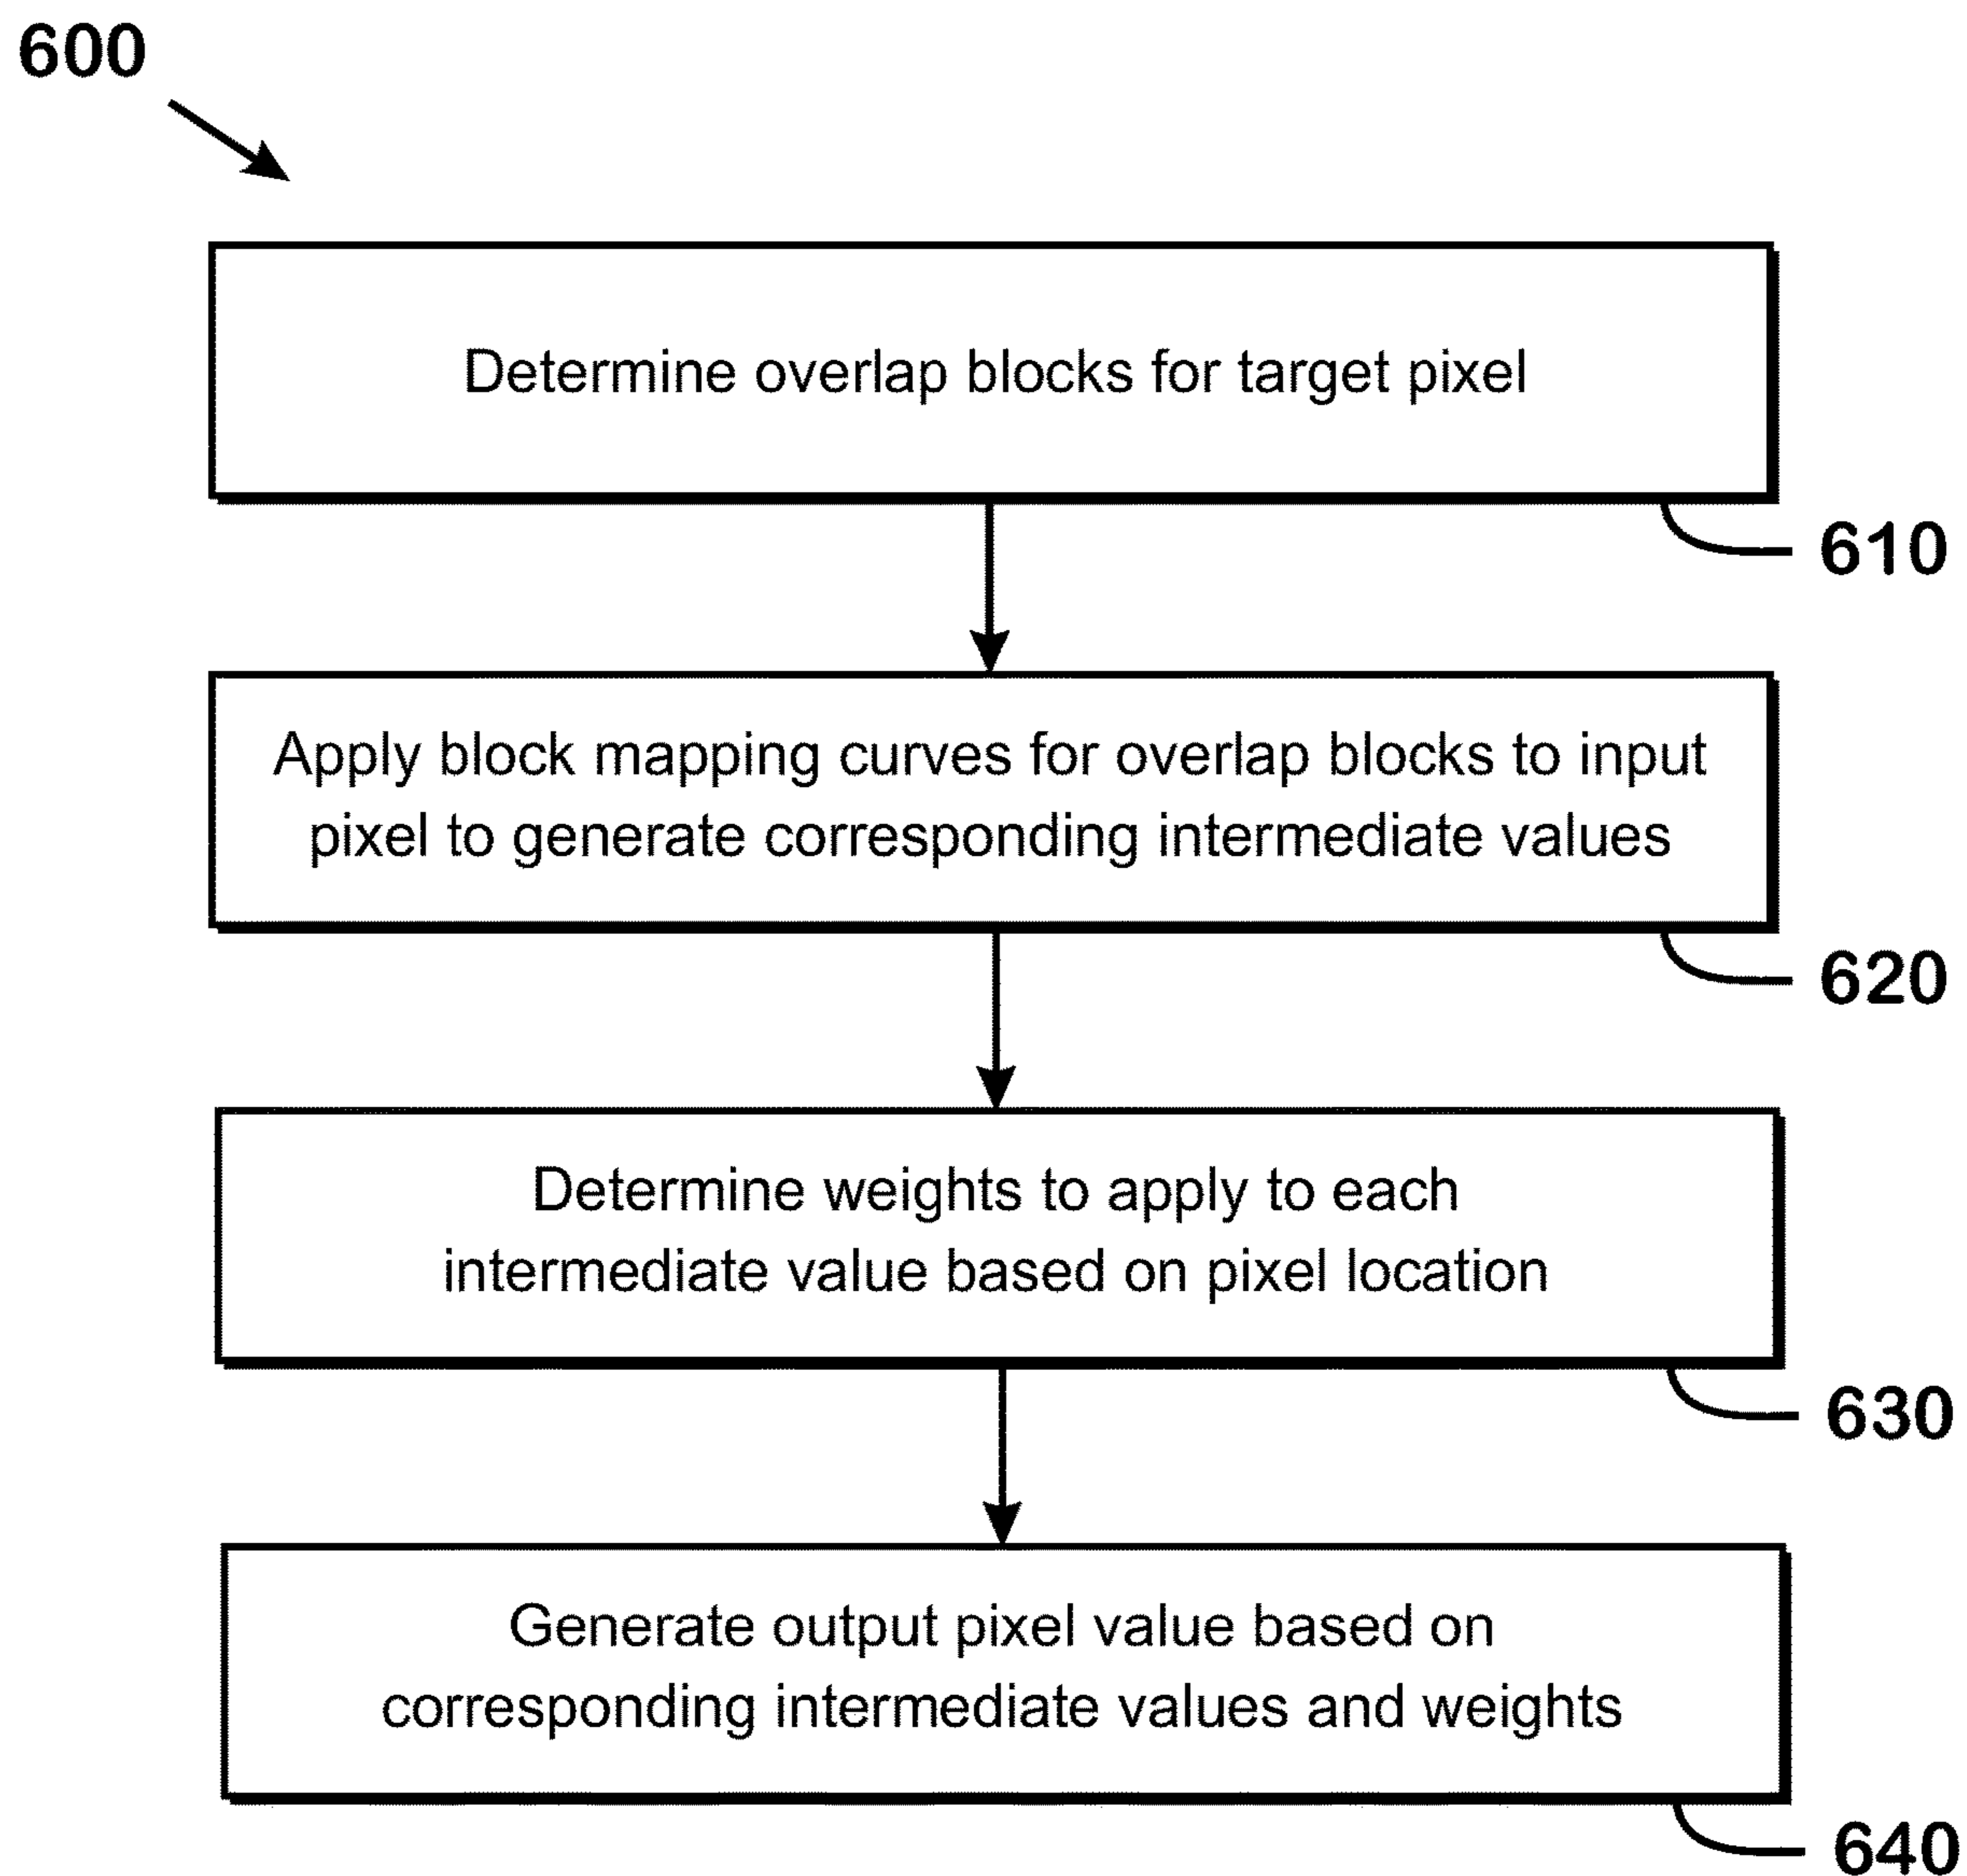 600
Determine overlap blocks for target pixel
610
Apply block mapping curves for overlap blocks to input
pixel to generate corresponding intermediate values
620
Determine weights to apply to each
intermediate value based on pixel location
630
Generate output pixel value based on
corresponding intermediate values and weights
640